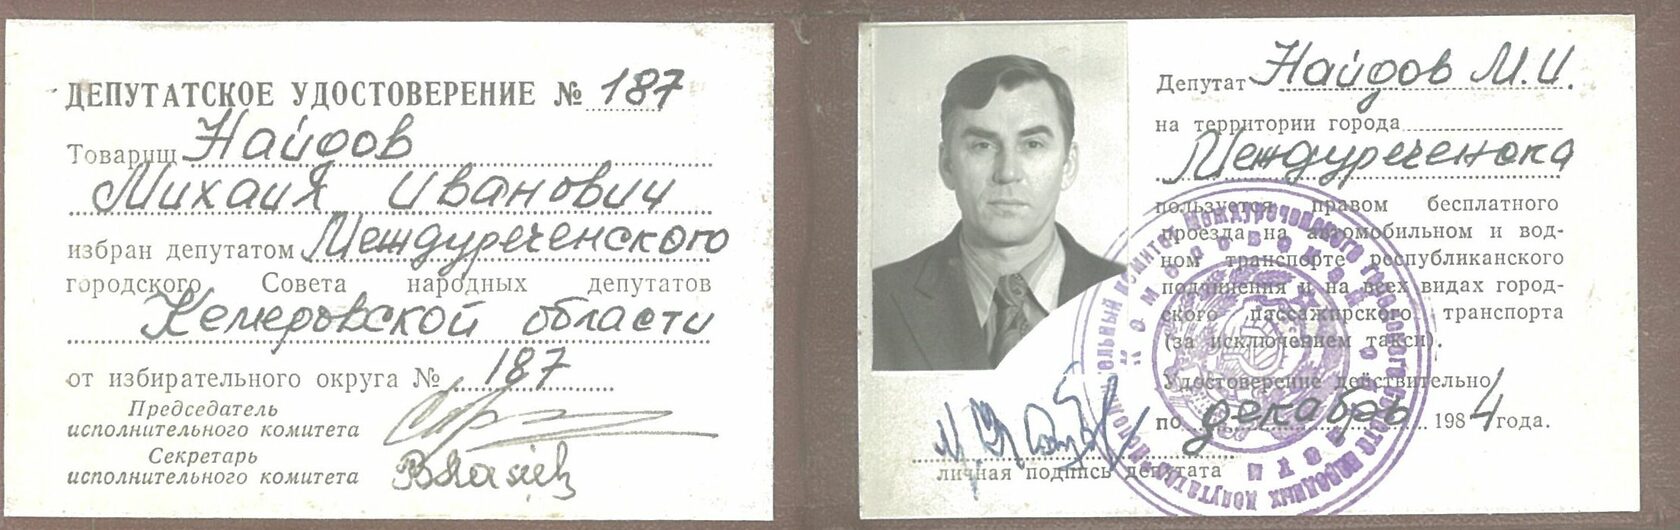 ДЕПУТАТСКОЕ УДОСТОВЕРЕНИЕ № 187
Товарищ Найдов
Михаил Иванович
избран депутатом Междуреченского
городского Совета народных депутатов
Кемеровской области
от избирательного округа № 187
Председатель
исполнительного комитета
Секретарь
исполнительного комитета
Депутат Найдов М.И.
на территории города
Междуреченска
пользуется правом бесплатного
проезда на автомобильном и вод-
ном транспорте республиканского
подчинения и на всех видах город-
ского пассажирского транспорта
(за исключением такси).
Удостоверение действительно
по декабрь 1984 года.
личная подпись депутата